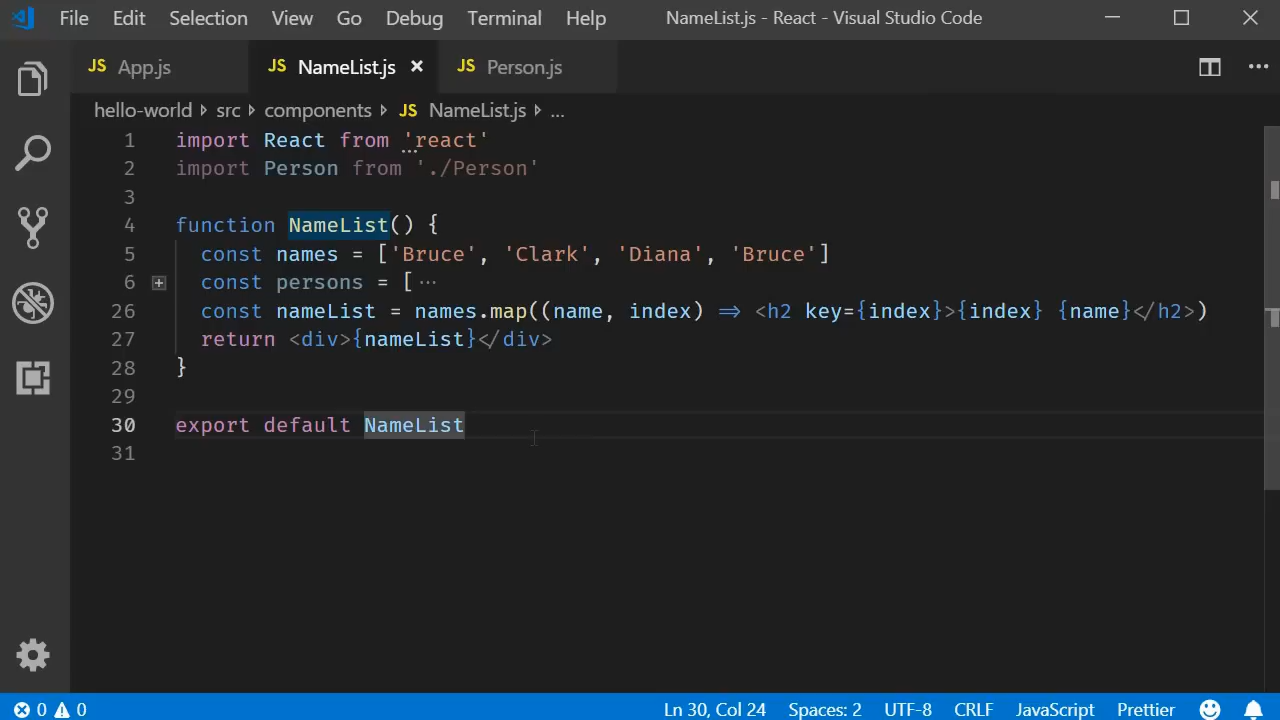 File Edit Selection View Go Debug Terminal Help NameList.js - React - Visual Studio Code
JS App.js JS NameList.js × JS Person.js
hello-world > src > components > JS NameList.js > ...
1 import React from 'react'
2 import Person from './Person'
3
4 function NameList() {
5 const names = ['Bruce', 'Clark', 'Diana', 'Bruce']
6 const persons = [ ···
26 const nameList = names.map((name, index) => <h2 key={index}>{index} {name}</h2>)
27 return <div>{nameList}</div>
28 }
29
30 export default NameList
31
0 0 Ln 30, Col 24 Spaces: 2 UTF-8 CRLF JavaScript Prettier